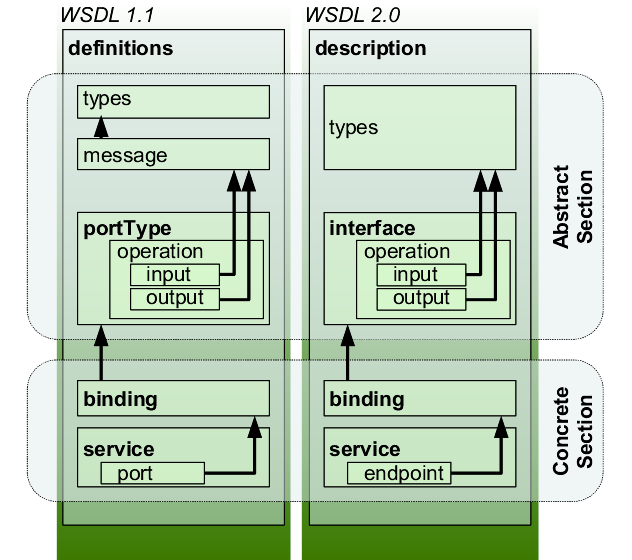 WSDL 1.1
definitions
types
message
portType
operation
input
output
binding
service
port
WSDL 2.0
description
types
interface
operation
input
output
binding
service
endpoint
Abstract
Section
Concrete
Section